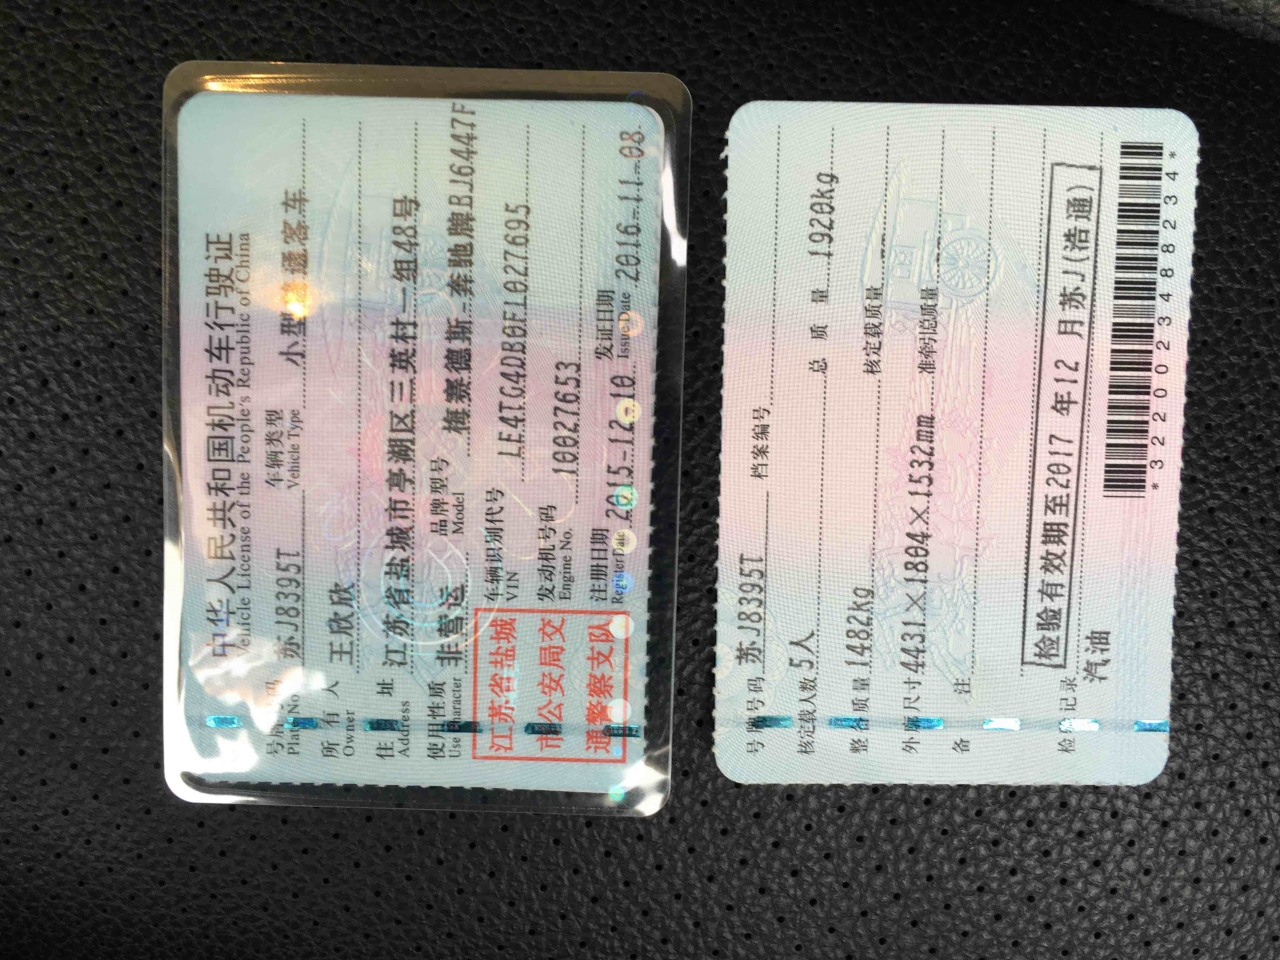 中华人民共和国机动车行驶证
Vehicle License of the People's Republic of China
号牌号码 苏J8395T 车辆类型 小型普通客车
Plate No. Vehicle Type
所有人 王欣欣
Owner
住址 江苏省盐城市亭湖区三英村一组48号
Address
使用性质 非营运 品牌型号 梅赛德斯-奔驰牌BJ6447F
Use Character Model
江苏省盐城
市公安局交
通警察支队
车辆识别代号 LE4TG4DB0FL027695
VIN
发动机号码 10027653
Engine No.
注册日期 2015-12-10 发证日期 2016-11-08
Register Date Issue Date
号牌号码 苏J8395T 档案编号
核定载人数 5人 总质量 1920kg
整备质量 1482kg 核定载质量 --
外廓尺寸 4431×1804×1532mm 准牵引总质量
备注
检验有效期至2017年12月苏J(浩通)
检验记录
汽油
*3220023488234*